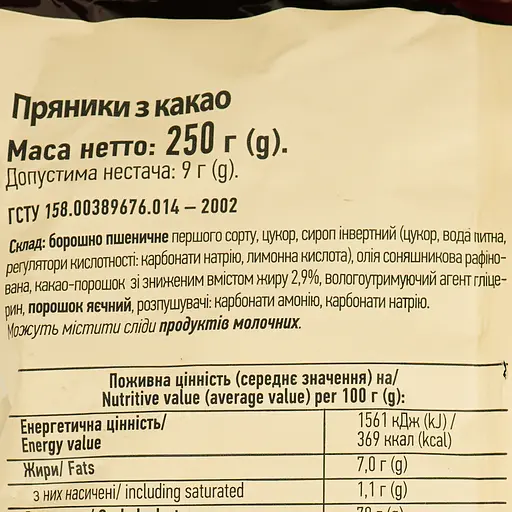 Пряники з какао
Маса нетто: 250 г (g).
Допустима нестача: 9 г (g).
ГСТУ 158.00389676.014 – 2002
Склад: борошно пшеничне першого сорту, цукор, сироп інвертний (цукор, вода питна,
регулятори кислотності: карбонати натрію, лимонна кислота), олія соняшникова рафіно-
вана, какао-порошок зі зниженим вмістом жиру 2,9%, вологоутримуючий агент гліце-
рин, порошок яєчний, розпушувачі: карбонати амонію, карбонати натрію.
Можуть містити сліди продуктів молочних.
Поживна цінність (середнє значення) на/
Nutritive value (average value) per 100 г (g):
Енергетична цінність/
Energy value
1561 кДж (kJ) /
369 ккал (kcal)
Жири/ Fats
7,0 г (g)
з них насичені/ including saturated
1,1 г (g)